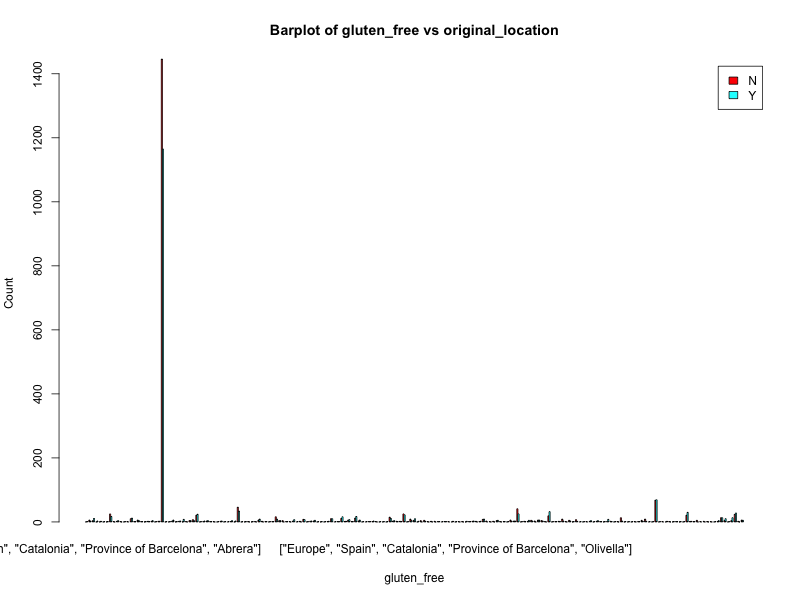 Barplot of gluten_free vs original_location
N
Y
1400
1200
1000
800
600
400
200
0
Count
", "Catalonia", "Province of Barcelona", "Abrera"] ["Europe", "Spain", "Catalonia", "Province of Barcelona", "Olivella"]
gluten_free